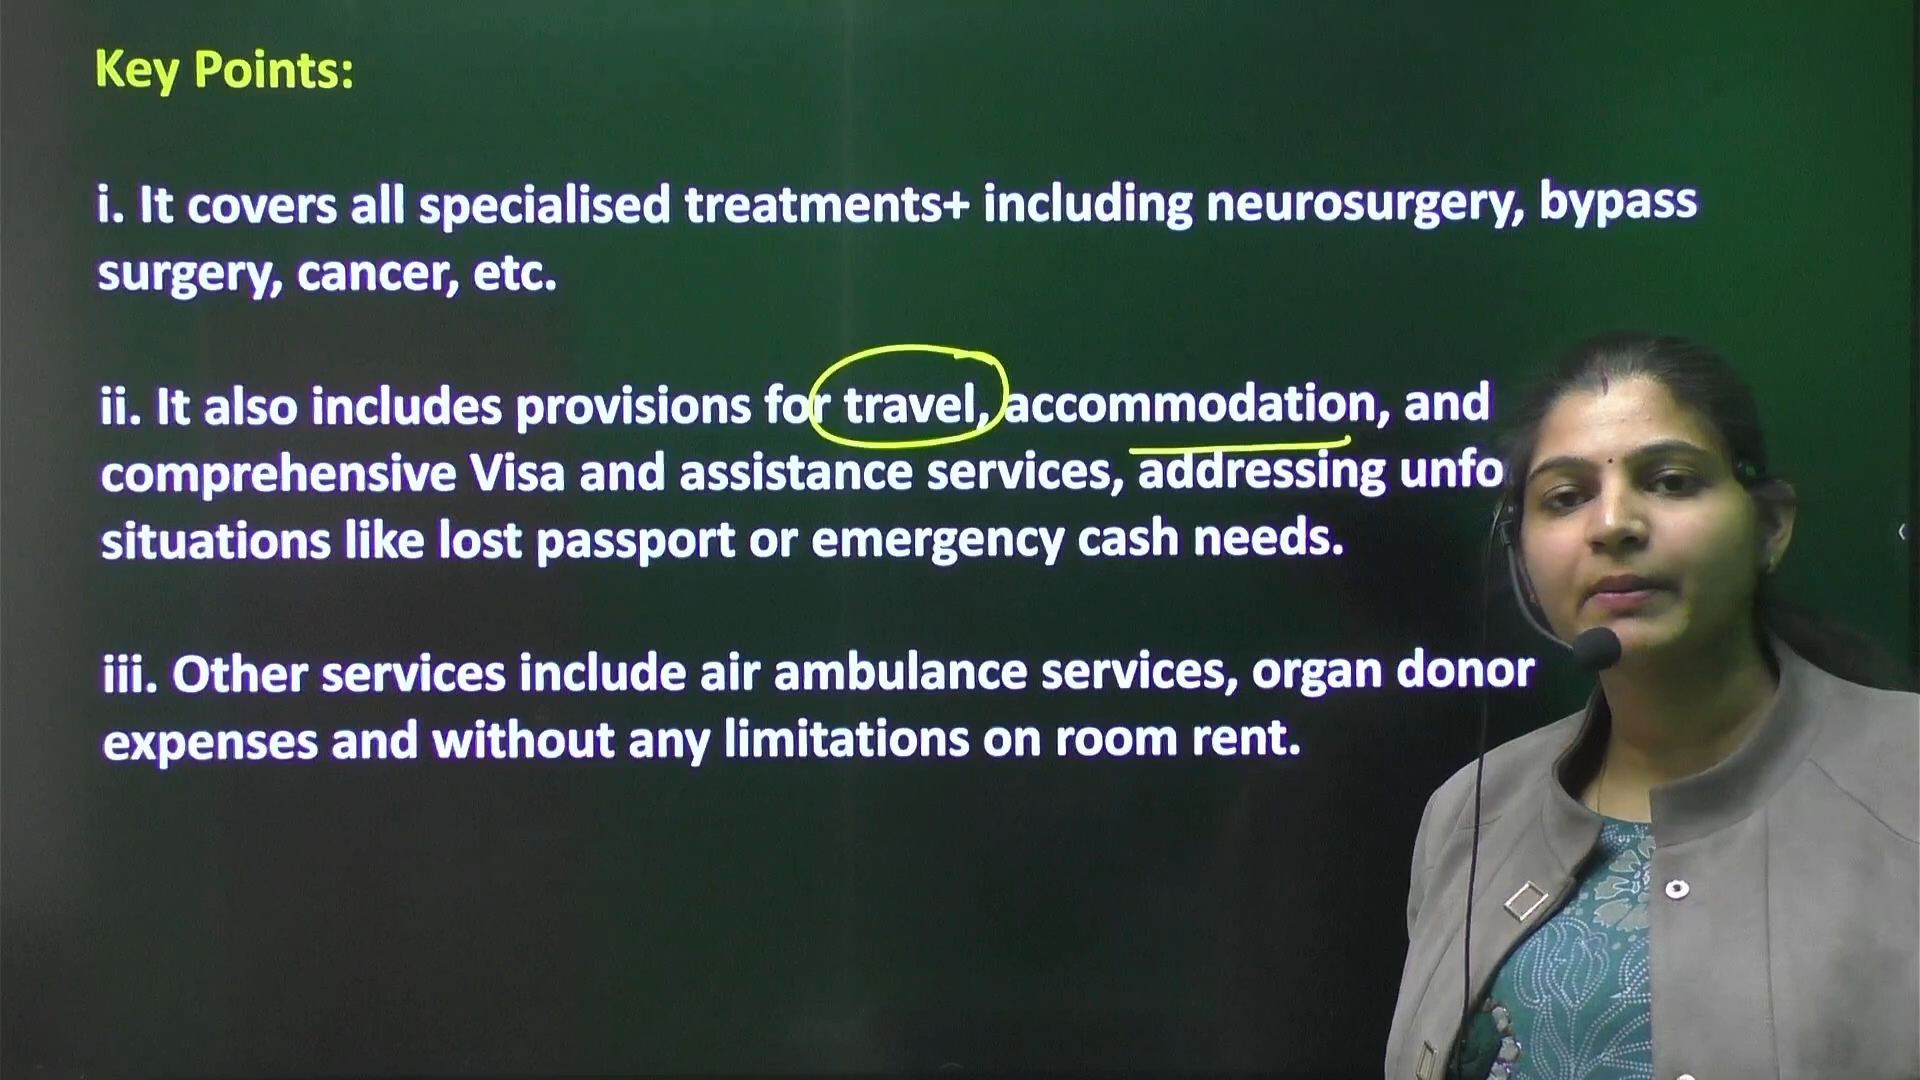 Key Points:
i. It covers all specialised treatments+ including neurosurgery, bypass
surgery, cancer, etc.
ii. It also includes provisions for travel, accommodation, and
comprehensive Visa and assistance services, addressing
situations like lost passport or emergency cash needs.
iii. Other services include air ambulance services, organ donor
expenses and without any limitations on room rent.